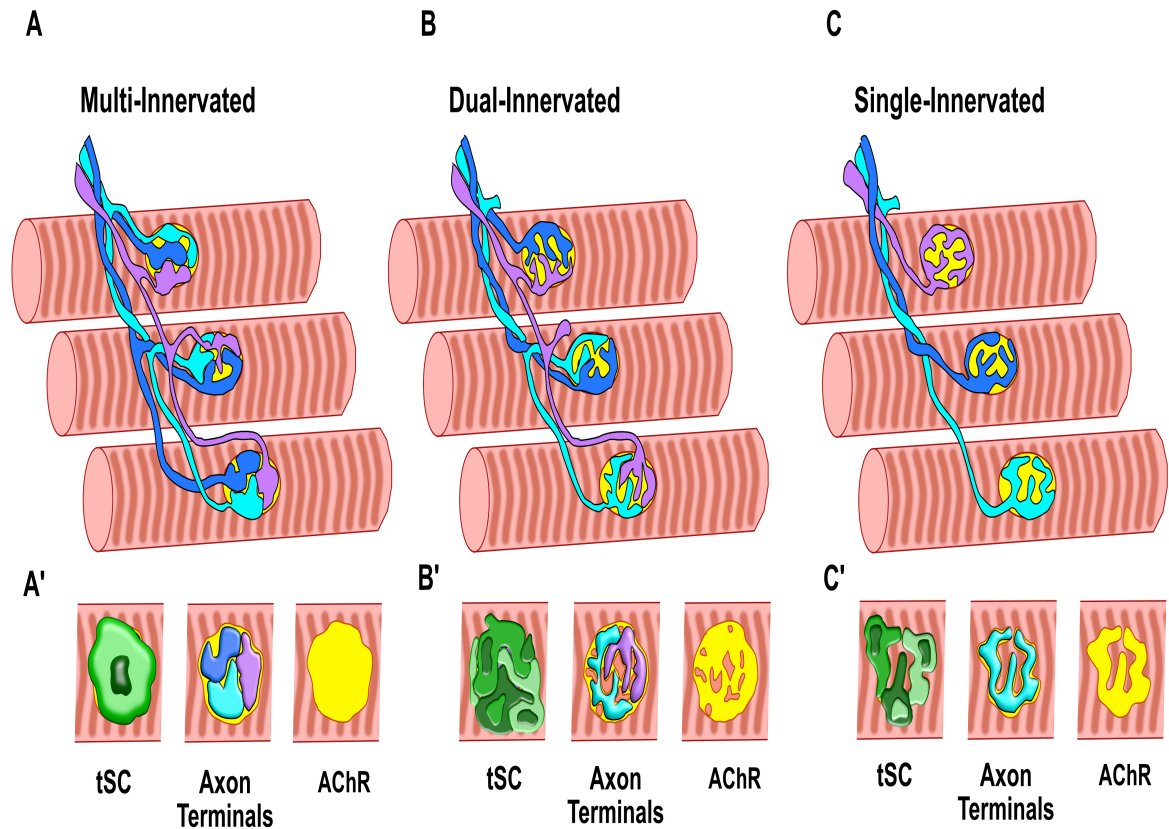 A
B
C
Multi-Innervated
Dual-Innervated
Single-Innervated
A'
B'
C'
tSC
Axon
Terminals
AChR
tSC
Axon
Terminals
AChR
tSC
Axon
Terminals
AChR